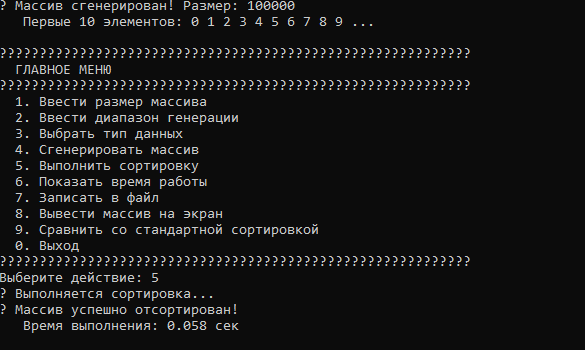 ? Массив сгенерирован! Размер: 100000
Первые 10 элементов: 0 1 2 3 4 5 6 7 8 9 ...
???????????????????????????????????????????????????????????
ГЛАВНОЕ МЕНЮ
???????????????????????????????????????????????????????????
1. Ввести размер массива
2. Ввести диапазон генерации
3. Выбрать тип данных
4. Сгенерировать массив
5. Выполнить сортировку
6. Показать время работы
7. Записать в файл
8. Вывести массив на экран
9. Сравнить со стандартной сортировкой
0. Выход
???????????????????????????????????????????????????????????
Выберите действие: 5
? Выполняется сортировка...
? Массив успешно отсортирован!
Время выполнения: 0.058 сек